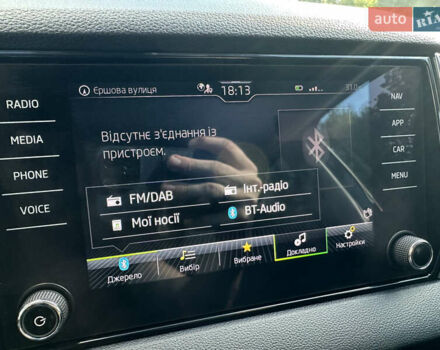 auto RIA
Єршова вулиця
18:13
RADIO
MEDIA
PHONE
VOICE
NAV
APP
CAR
MENU
Відсутнє з'єднання із
пристроєм.
FM/DAB
Інт.-радіо
Мої носії
BT-Audio
Джерело
Вибір
Вибране
Докладно
Настройки